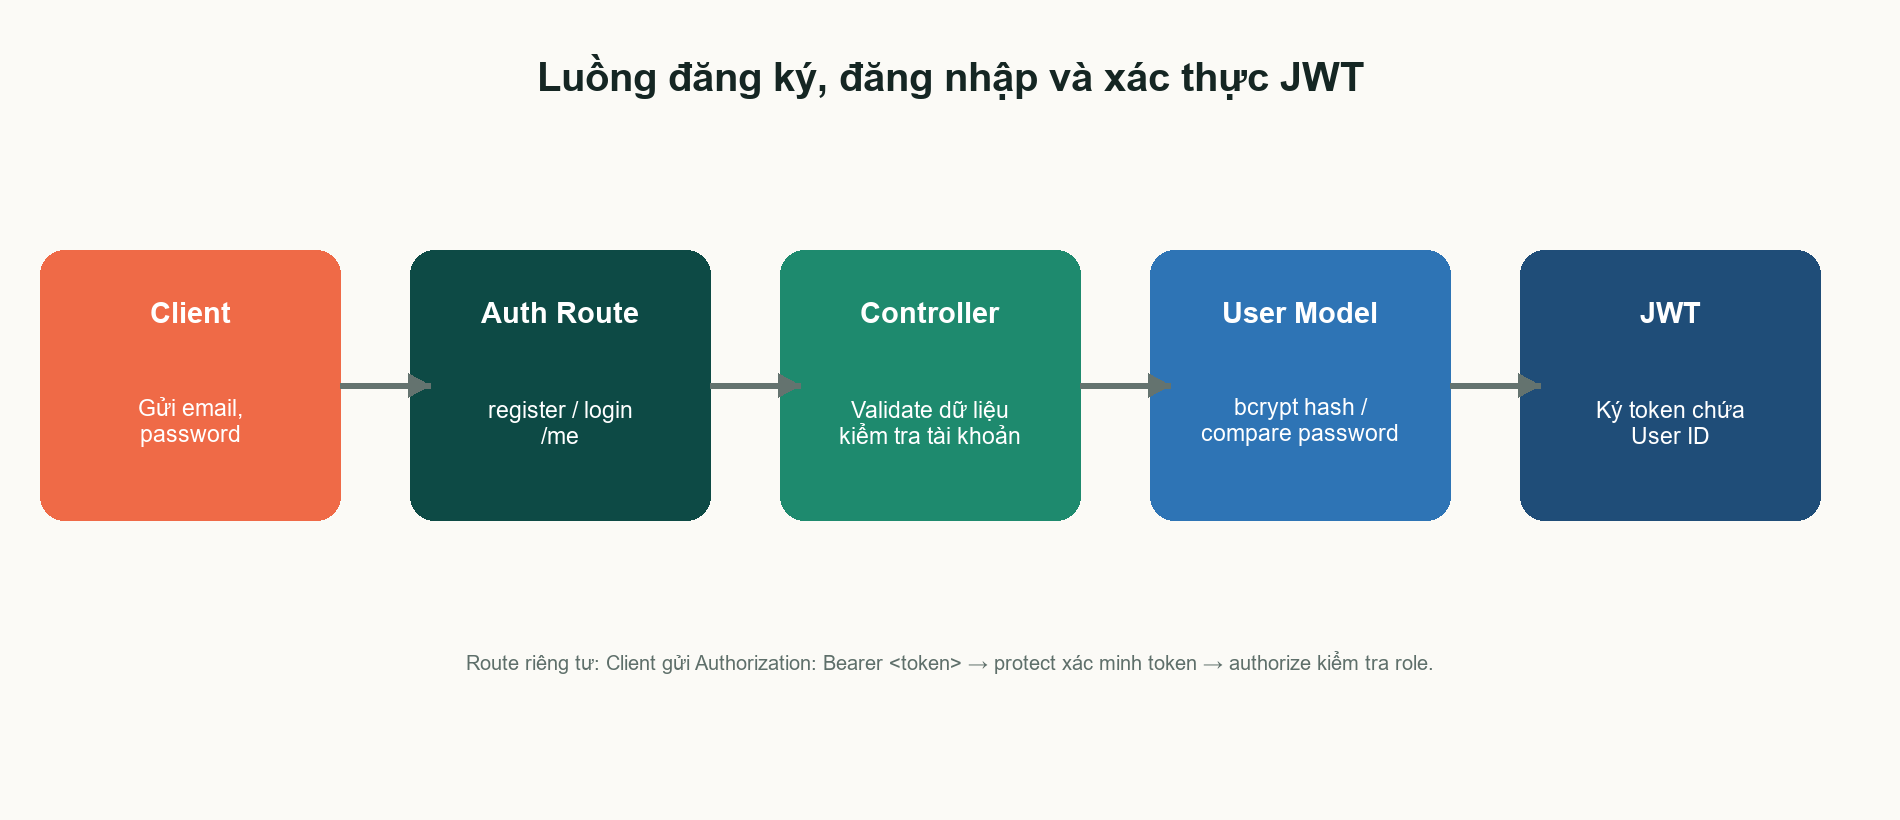 Luồng đăng ký, đăng nhập và xác thực JWT
Client
Gửi email,
password
Auth Route
register / login
/me
Controller
Validate dữ liệu
kiểm tra tài khoản
User Model
bcrypt hash /
compare password
JWT
Ký token chứa
User ID
Route riêng tư: Client gửi Authorization: Bearer <token> → protect xác minh token → authorize kiểm tra role.